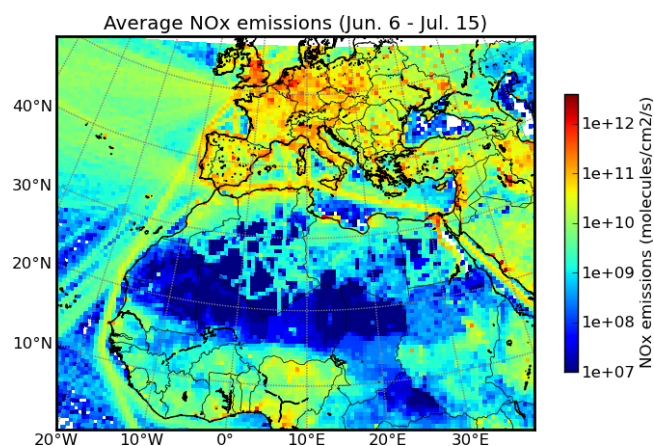 Average NOx emissions (Jun. 6 - Jul. 15)
40°N
30°N
20°N
10°N
20°W 10°W 0° 10°E 20°E 30°E
1e+12
1e+11
1e+10
1e+09
1e+08
1e+07
NOx emissions (molecules/cm2/s)